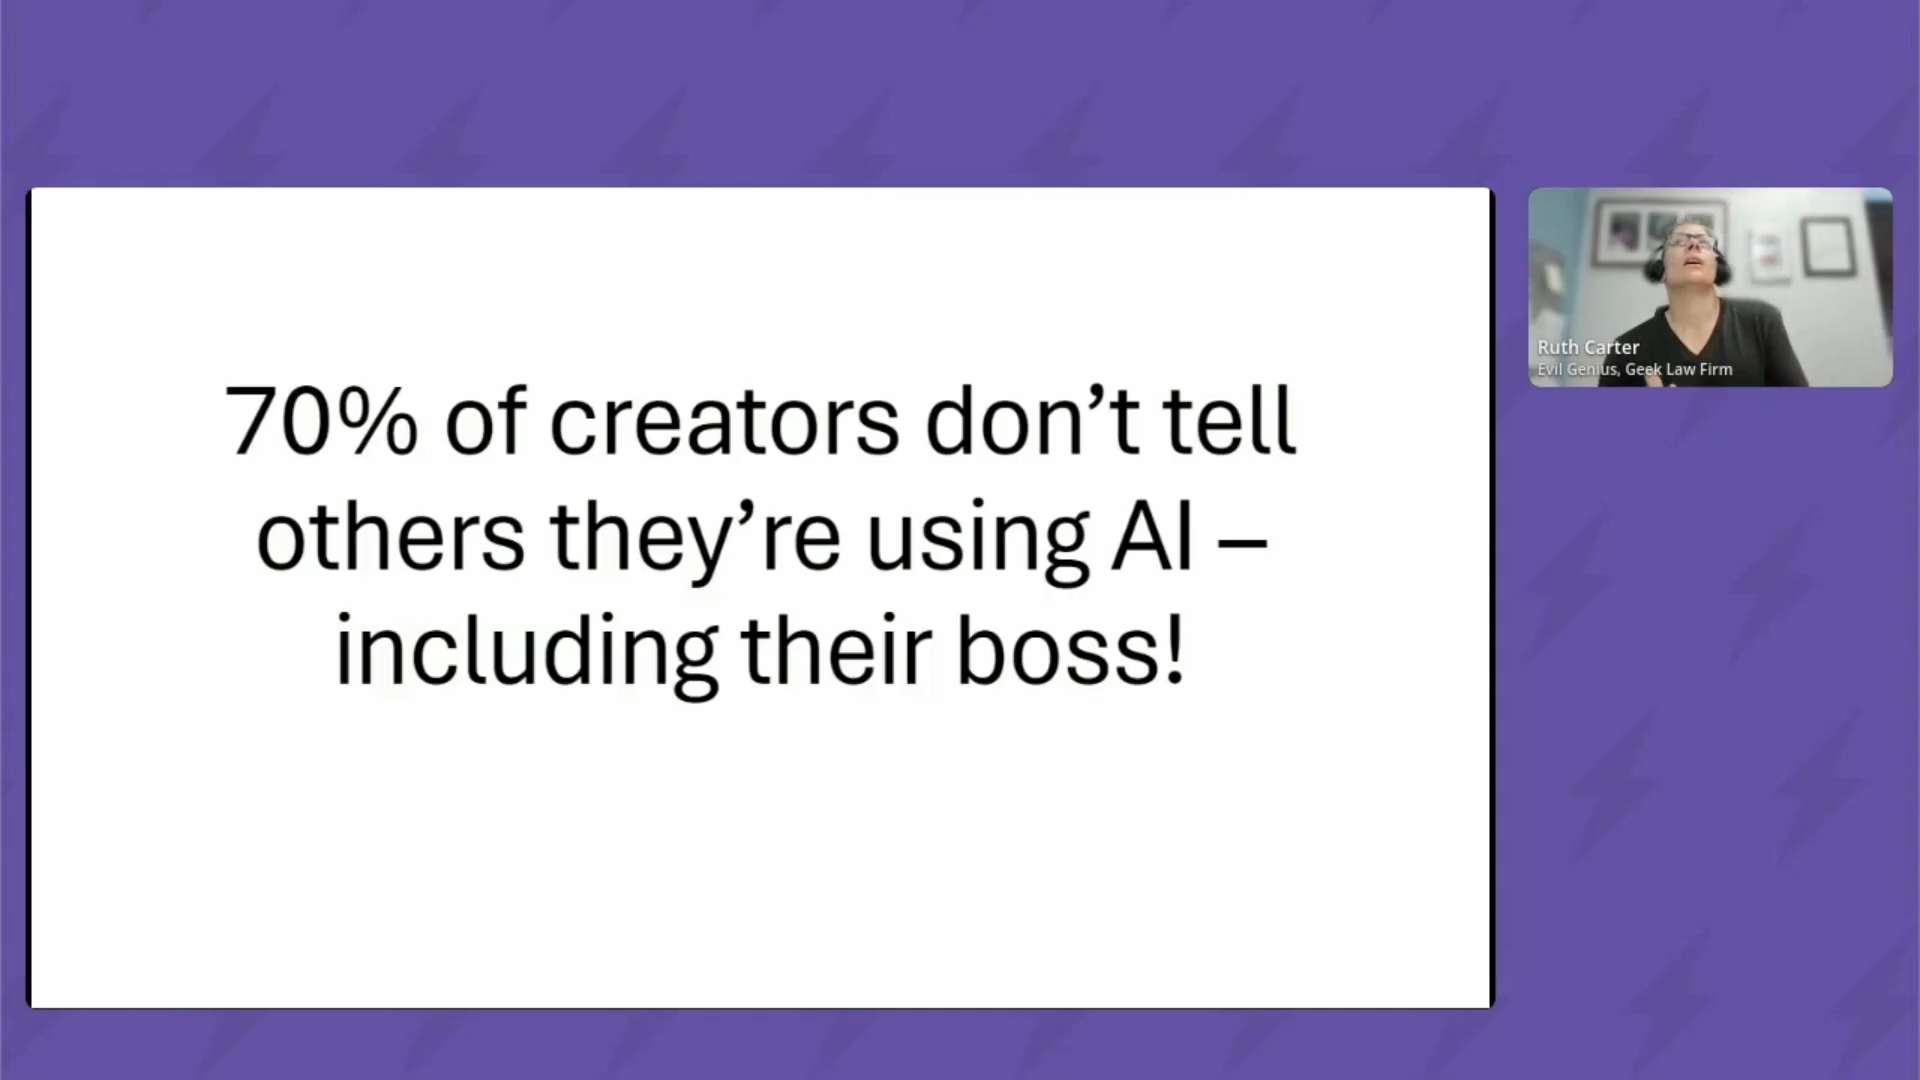 70% of creators don’t tell
others they’re using AI –
including their boss!
Ruth Carter
Evil Genius, Geek Law Firm